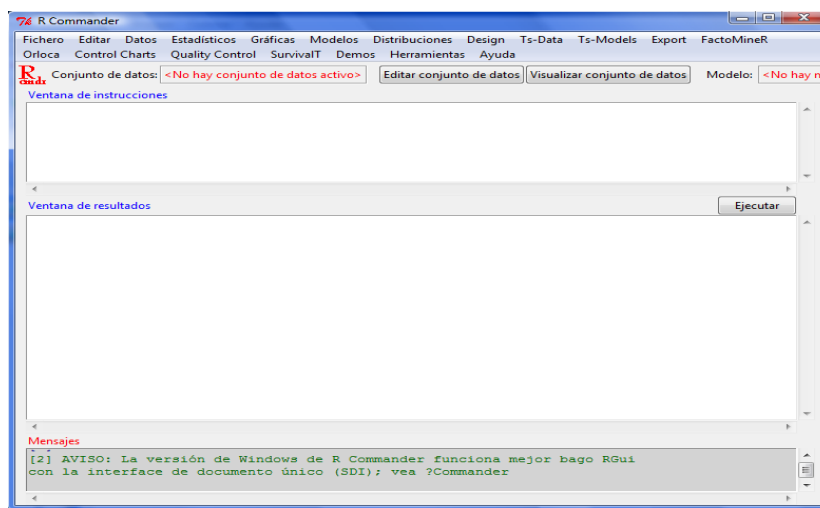 R Commander
Fichero Editar Datos Estadísticos Gráficas Modelos Distribuciones Design Ts-Data Ts-Models Export FactoMineR
Orloca Control Charts Quality Control SurvivalT Demos Herramientas Ayuda
R Cmdr Conjunto de datos: <No hay conjunto de datos activo> Editar conjunto de datos Visualizar conjunto de datos Modelo: <No hay
Ventana de instrucciones
Ventana de resultados Ejecutar
Mensajes
[2] AVISO: La versión de Windows de R Commander funciona mejor bago RGui
con la interface de documento único (SDI); vea ?Commander